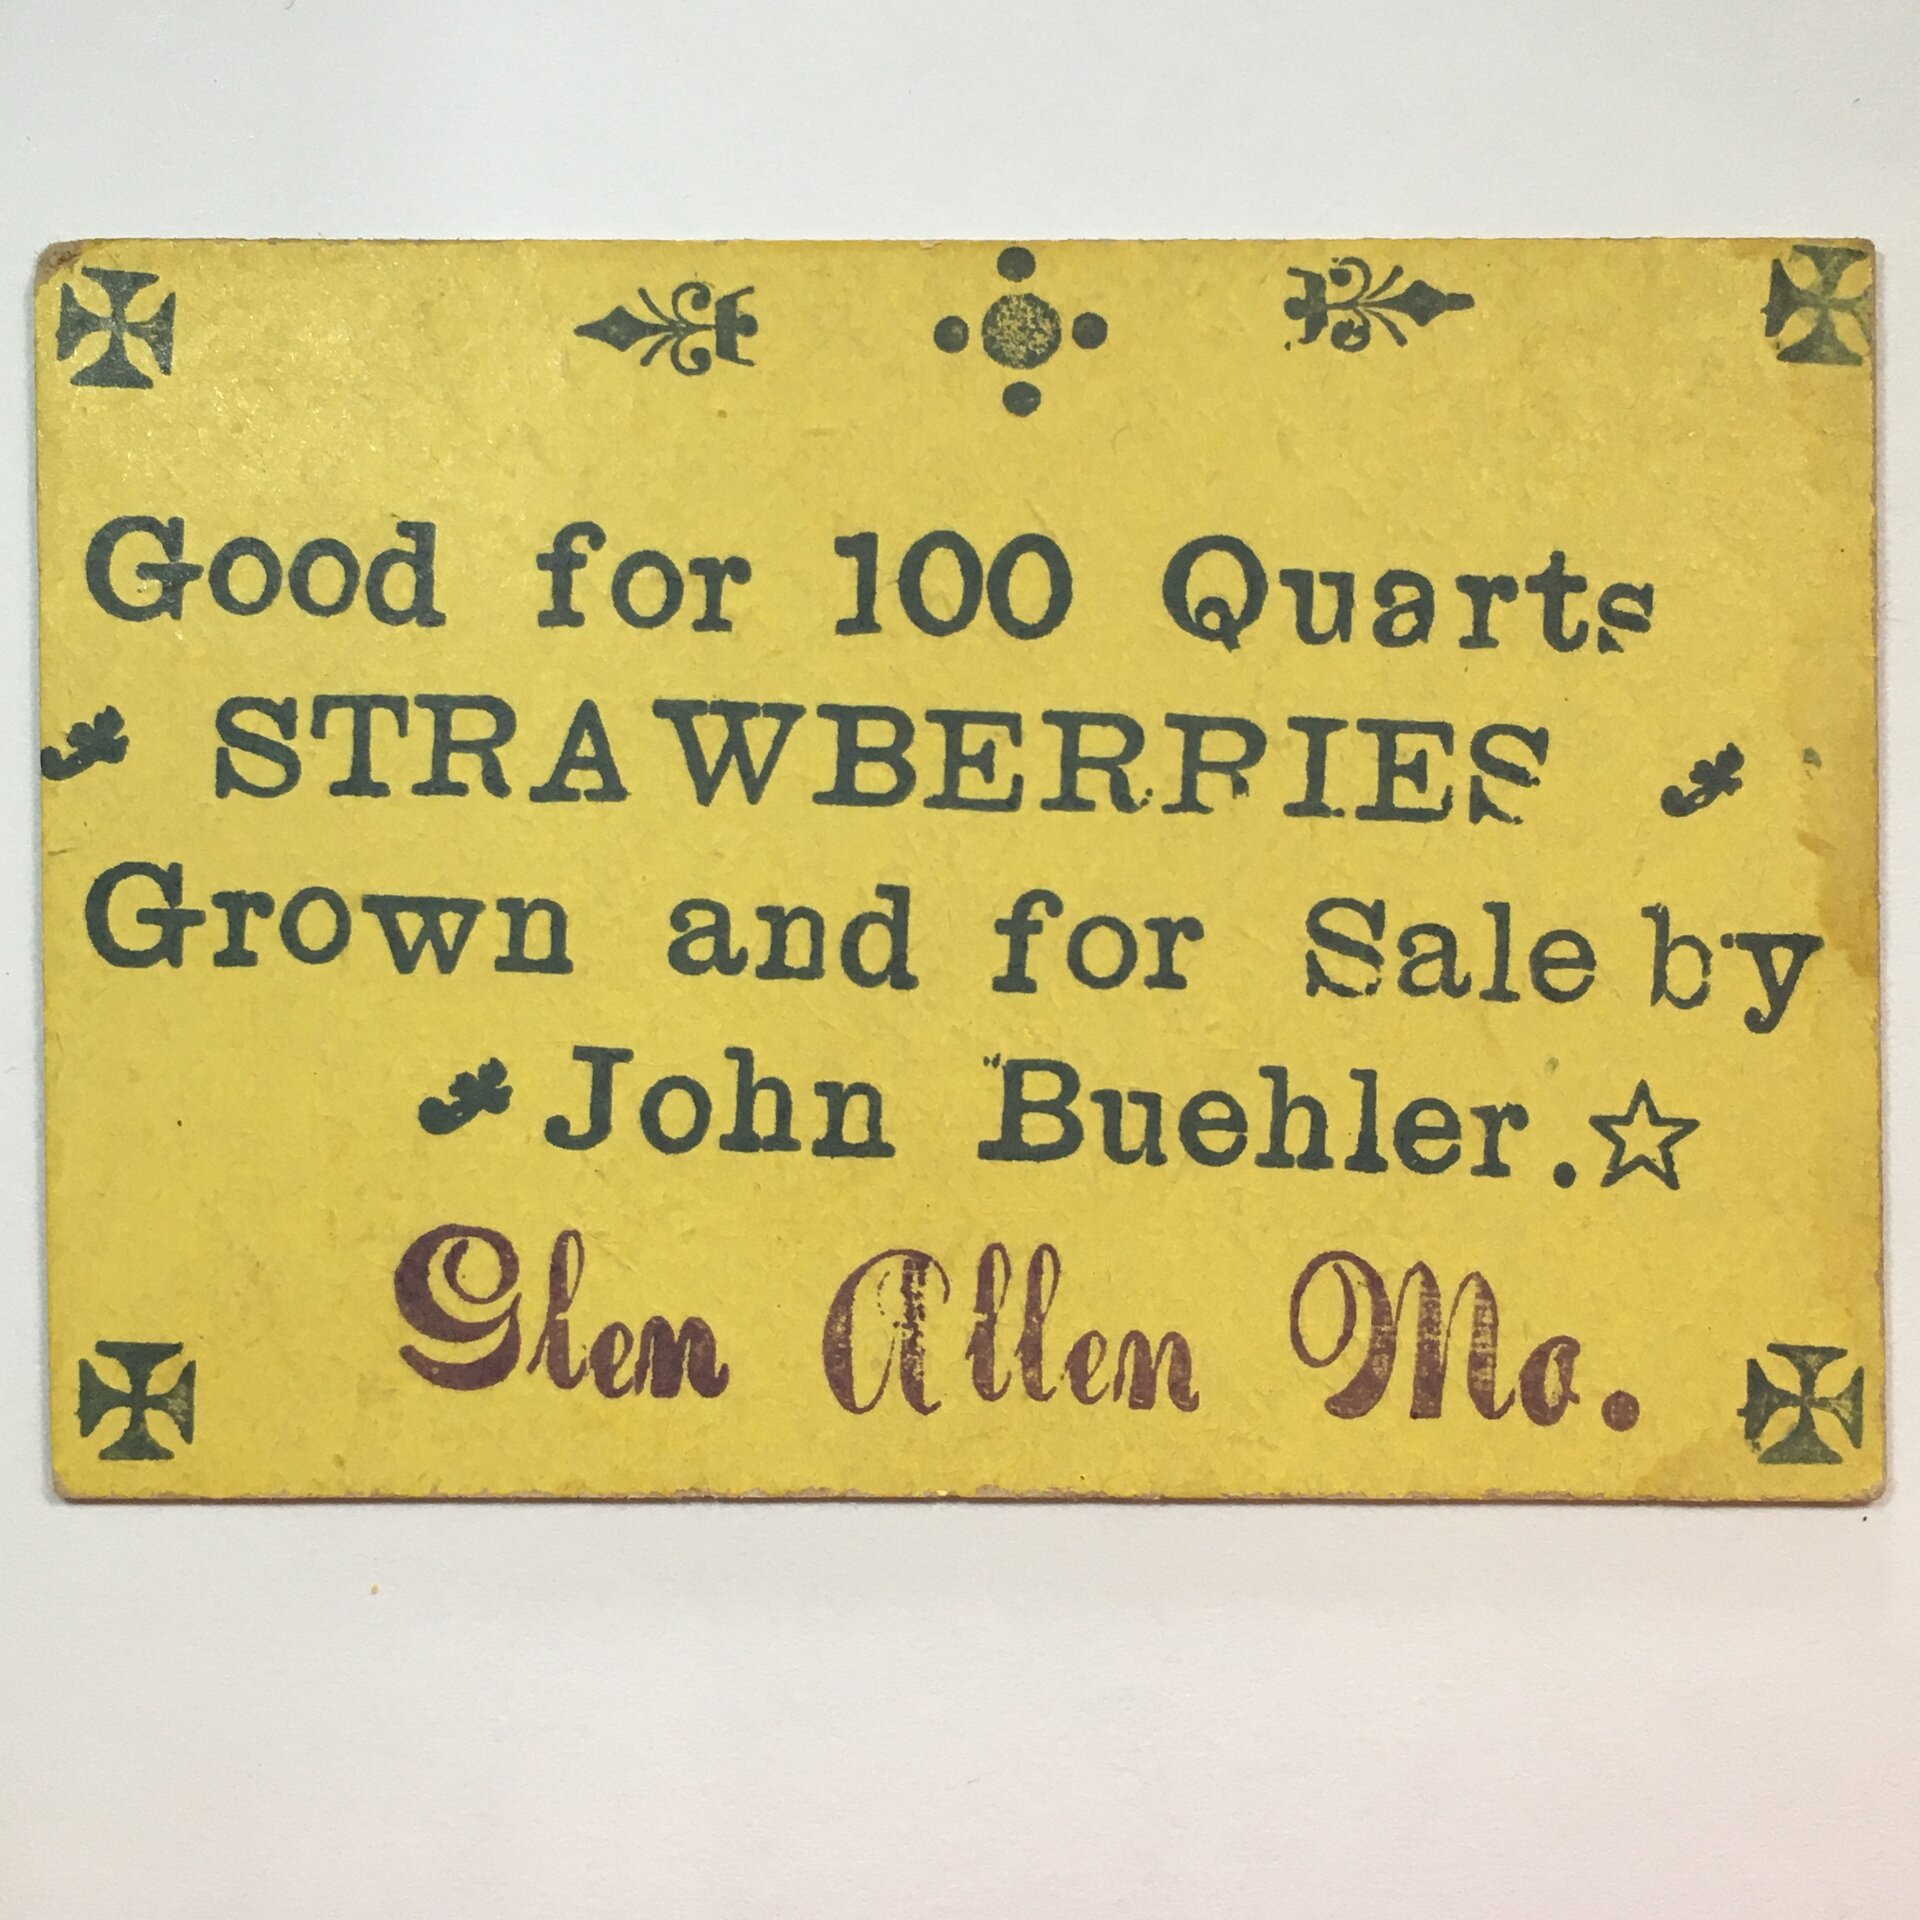 Good for 100 Quarts
STRAWBERRIES
Grown and for Sale by
John Buehler.
Glen Allen Mo.